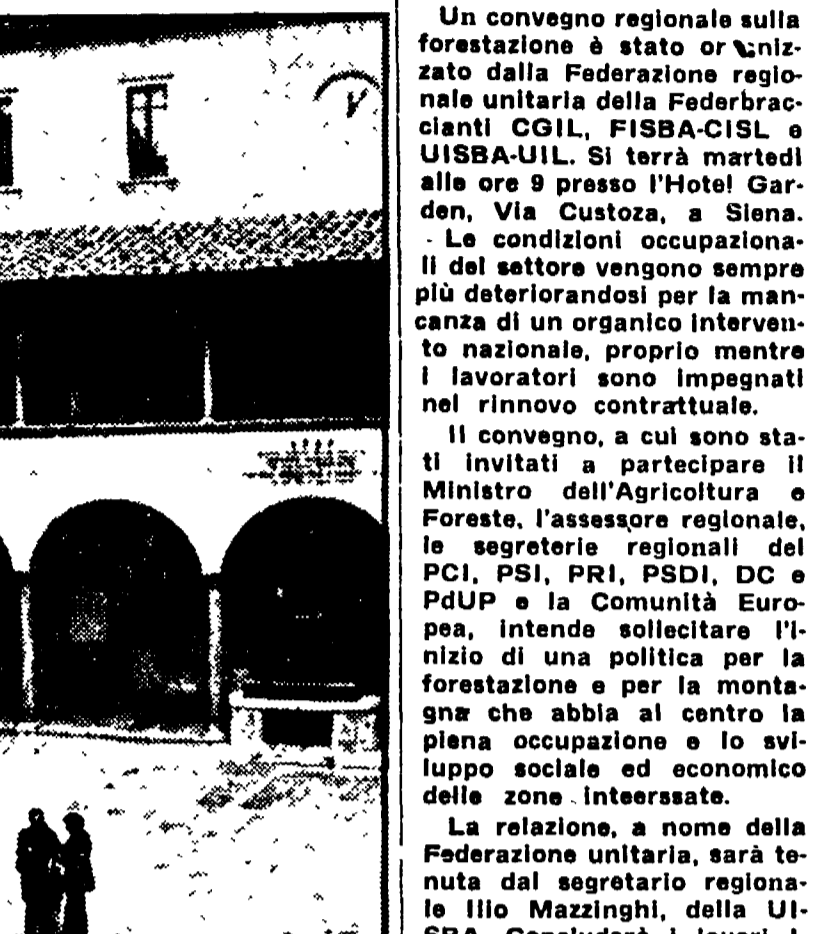 Un convegno regionale sulla
forestazione è stato
zato dalla Federazione regio-
nale unitaria della Federbrac-
cianti CGIL, FISBA-CISL e
UISBA-UIL. Si terrà martedì
alle ore 9 presso l'Hotel Gar-
den, Via Custoza, a Siena.
Le condizioni occupaziona-
li del settore vengono sempre
più deteriorandosi per la man-
canza di un organico interven-
to nazionale, proprio mentre
i lavoratori sono impegnati
nel rinnovo contrattuale.
Il convegno, a cui sono sta-
ti invitati a partecipare il
Ministro dell'Agricoltura e
Foreste, l'assessore regionale,
le segreterie regionali del
PCI, PSI, PRI, PSDI, DC e
PdUP e la Comunità Euro-
pea, intende sollecitare l'i-
nizio di una politica per la
forestazione e per la monta-
gna che abbia al centro la
piena occupazione e lo svi-
luppo sociale ed economico
delle zone inteerssate.
La relazione, a nome della
Federazione unitaria, sarà te-
nuta dal segretario regiona-
le Ilio Mazzinghi, della UI-
SBA. Concluderà i lavori